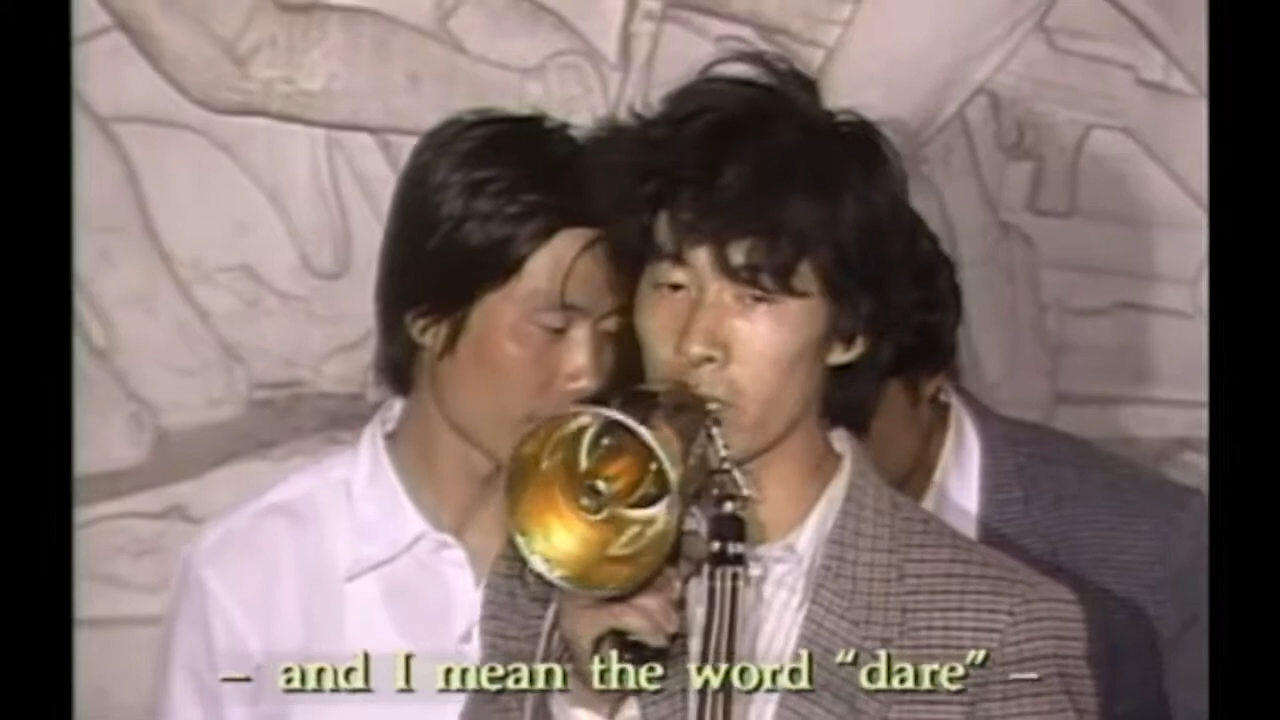 – and I mean the word “dare” –